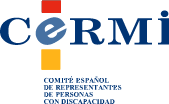 CeRMi
COMITÉ ESPAÑOL
DE REPRESENTANTES
DE PERSONAS
CON DISCAPACIDAD